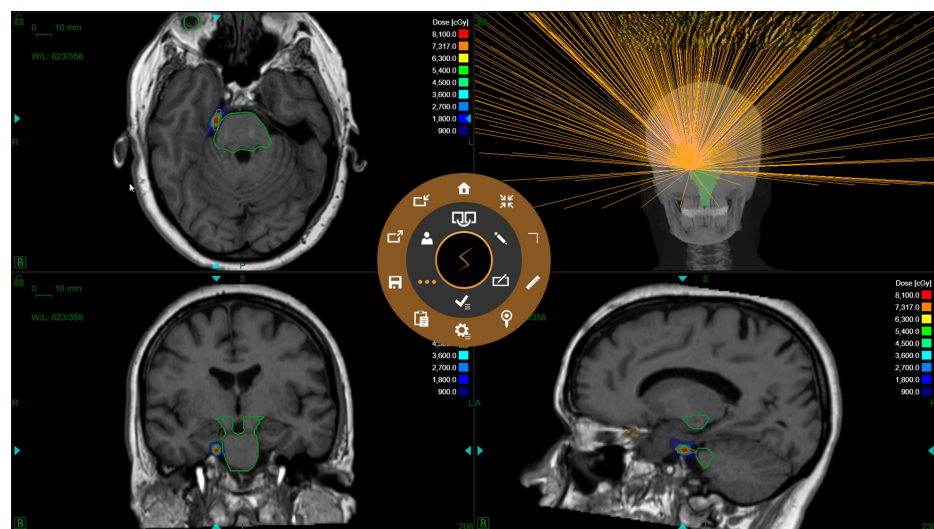 A
0 10 mm
W/L: 623/358
Dose [cGy]
8,100.0
7,317.0
6,300.0
5,400.0
4,500.0
3,600.0
2,700.0
1,800.0
900.0
R
L
B
P
S
0 10 mm
W/L: 623/358
3,600.0
2,700.0
1,800.0
900.0
R
L
B
206
S
358
Dose [cGy]
8,100.0
7,317.0
6,300.0
5,400.0
4,500.0
3,600.0
2,700.0
1,800.0
900.0
A
B